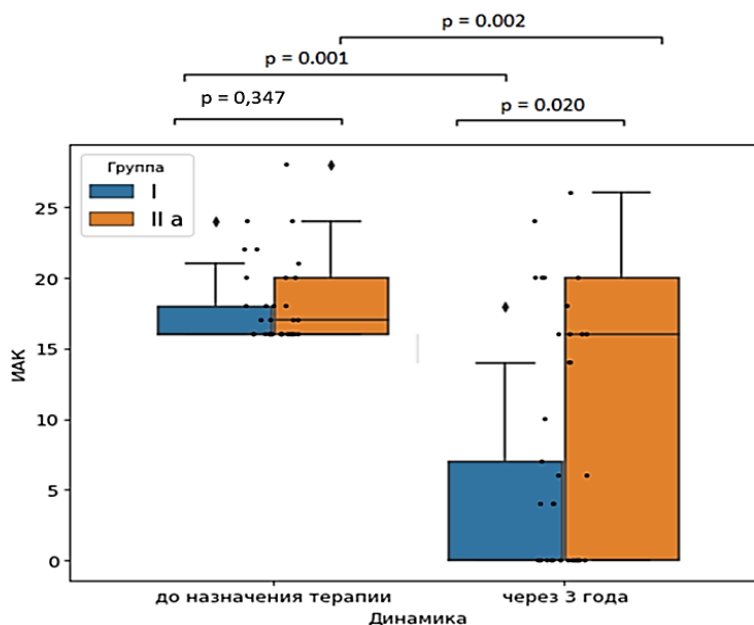 p = 0.002
p = 0.001
p = 0,347
p = 0.020
Группа
I
II a
25
20
15
10
5
0
ИАК
до назначения терапии
через 3 года
Динамика